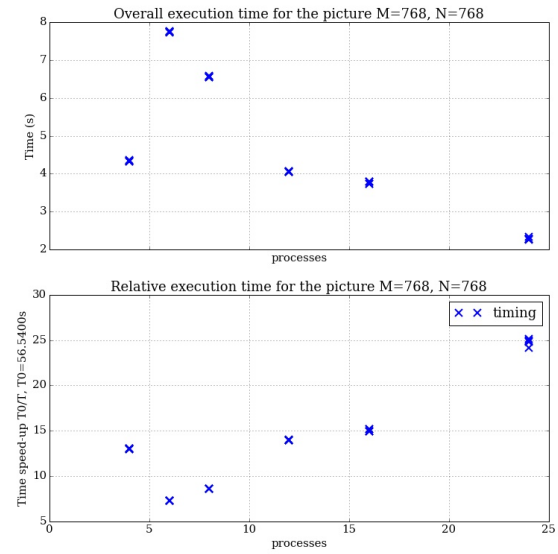 Overall execution time for the picture M=768, N=768
8
7
6
5
4
3
2
Time (s)
processes
Relative execution time for the picture M=768, N=768
30
25
20
15
10
5
Time speed-up T0/T, T0=56.5400s
timing
0 5 10 15 20 25
processes